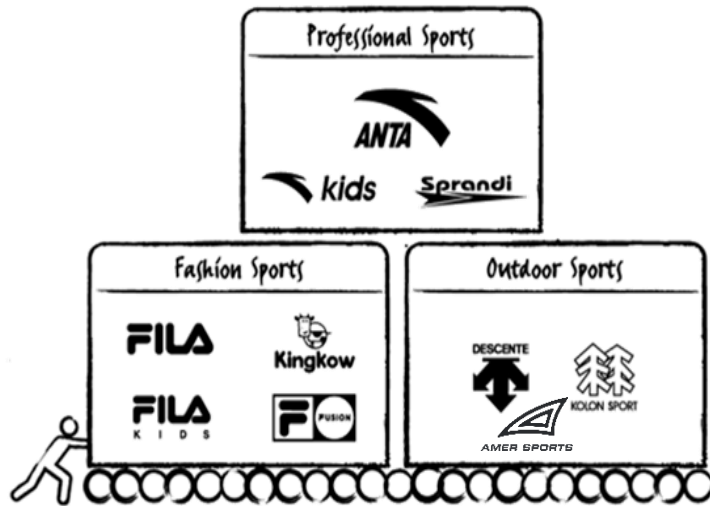 Professional Sports
ANTA
kids
Sprandi
Fashion Sports
FILA
Kingkow
FILA
KIDS
F FUSION
Outdoor Sports
DESCENTE
KOLON SPORT
AMER SPORTS